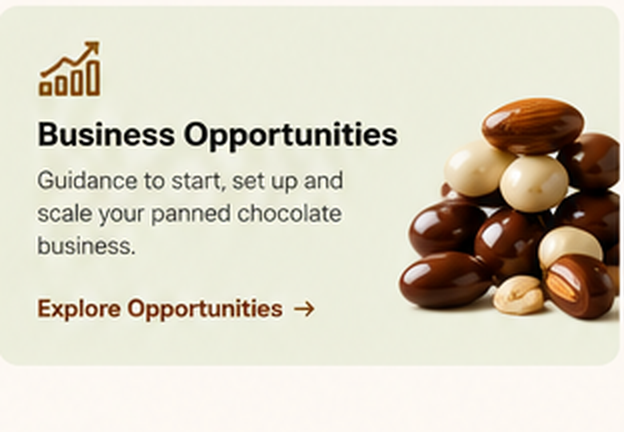 Business Opportunities
Guidance to start, set up and
scale your panned chocolate
business.
Explore Opportunities →